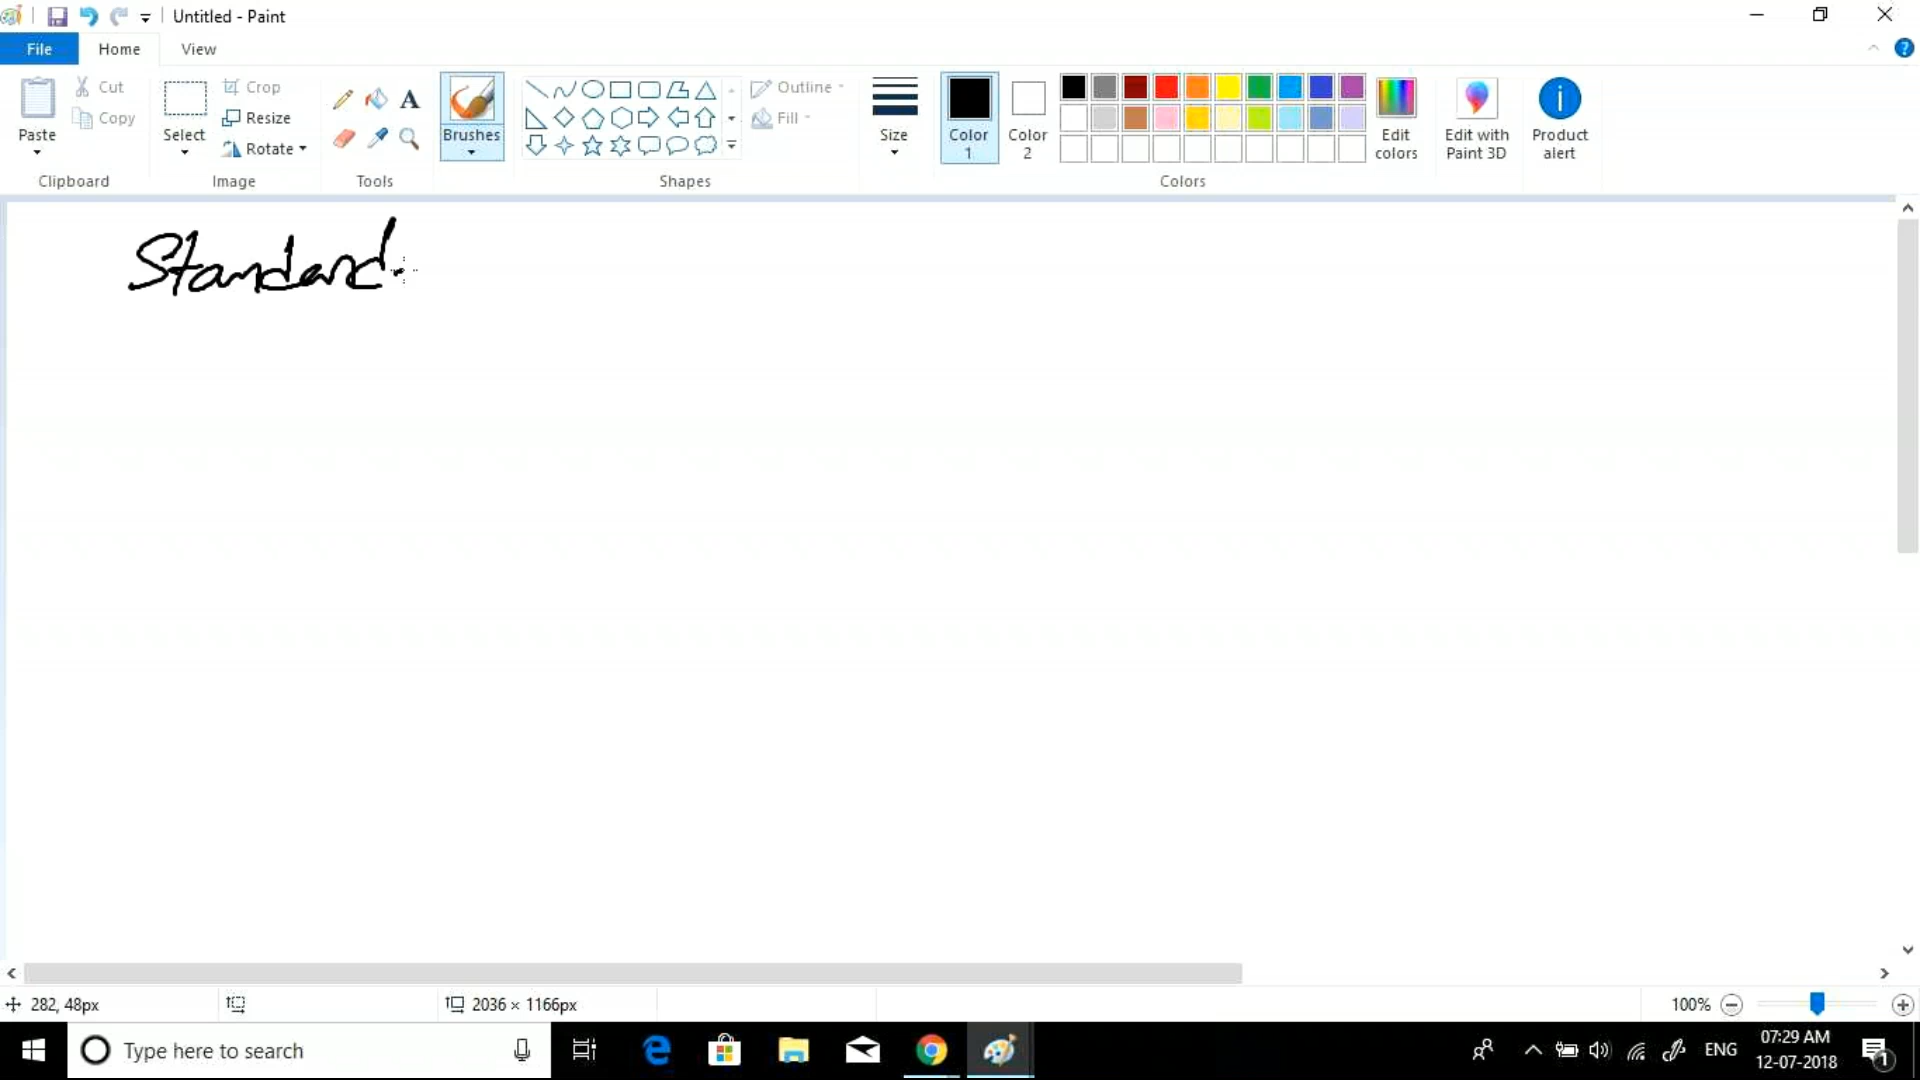 Untitled - Paint
File Home View
Paste Cut Copy Clipboard
Select Crop Resize Rotate Image
Tools
Brushes
Outline Fill Shapes
Size
Color 1 Color 2 Edit colors Colors
Edit with Paint 3D
Product alert
Standard
282, 48px 2036 × 1166px 100%
Type here to search ENG 07:29 AM
12-07-2018 1